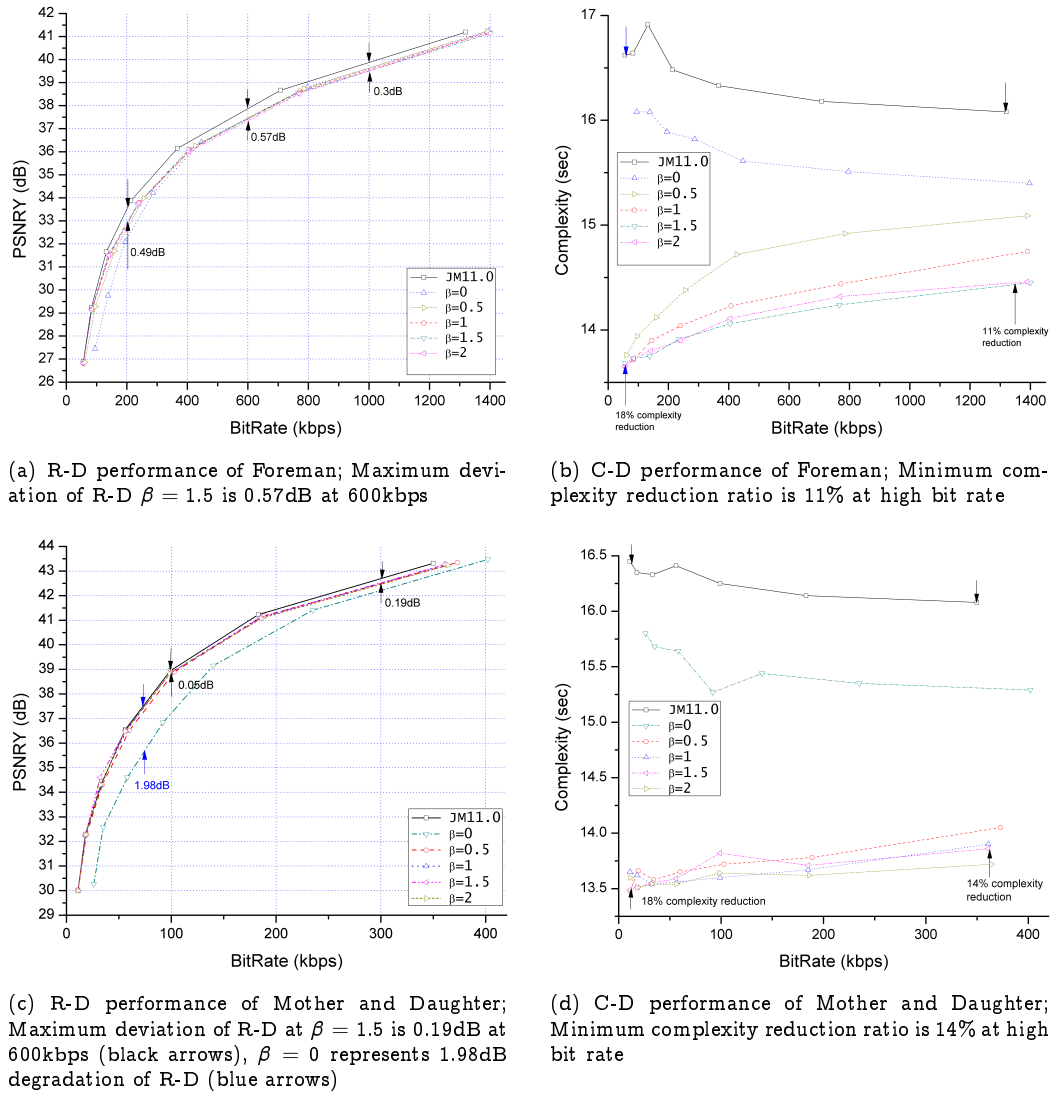 42
41
40
39
38
37
36
35
34
33
32
31
30
29
28
27
26
PSNRY (dB)
0.3dB
0.57dB
0.49dB
JM11.0
β=0
β=0.5
β=1
β=1.5
β=2
0 200 400 600 800 1000 1200 1400
BitRate (kbps)
(a) R-D performance of Foreman; Maximum devi-
ation of R-D β = 1.5 is 0.57dB at 600kbps
17
16
15
14
Complexity (sec)
JM11.0
β=0
β=0.5
β=1
β=1.5
β=2
11% complexity
reduction
18% complexity
reduction
0 200 400 600 800 1000 1200 1400
BitRate (kbps)
(b) C-D performance of Foreman; Minimum com-
plexity reduction ratio is 11% at high bit rate
44
43
42
41
40
39
38
37
36
35
34
33
32
31
30
29
PSNRY (dB)
0.19dB
0.05dB
1.98dB
JM11.0
β=0
β=0.5
β=1
β=1.5
β=2
0 100 200 300 400
BitRate (kbps)
(c) R-D performance of Mother and Daughter;
Maximum deviation of R-D at β = 1.5 is 0.19dB at
600kbps (black arrows), β = 0 represents 1.98dB
degradation of R-D (blue arrows)
16.5
16.0
15.5
15.0
14.5
14.0
13.5
Complexity (sec)
JM11.0
β=0
β=0.5
β=1
β=1.5
β=2
14% complexity
reduction
18% complexity reduction
0 100 200 300 400
BitRate (kbps)
(d) C-D performance of Mother and Daughter;
Minimum complexity reduction ratio is 14% at high
bit rate